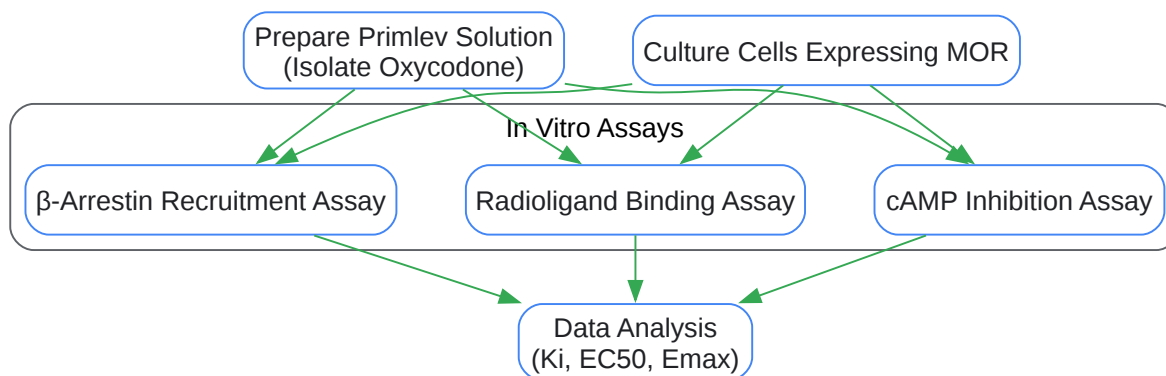 Prepare Primlev Solution
(Isolate Oxycodone)
Culture Cells Expressing MOR
In Vitro Assays
β-Arrestin Recruitment Assay
Radioligand Binding Assay
cAMP Inhibition Assay
Data Analysis
(Ki, EC50, Emax)